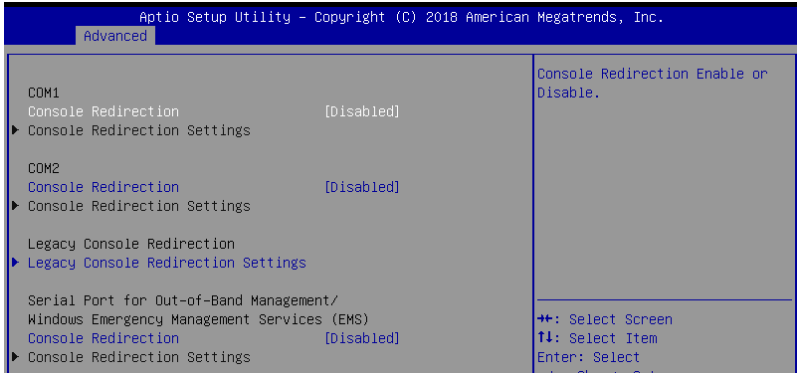 Aptio Setup Utility – Copyright (C) 2018 American Megatrends, Inc.
Advanced
COM1
Console Redirection [Disabled]
Console Redirection Settings
COM2
Console Redirection [Disabled]
Console Redirection Settings
Legacy Console Redirection
Legacy Console Redirection Settings
Serial Port for Out-of-Band Management/
Windows Emergency Management Services (EMS)
Console Redirection [Disabled]
Console Redirection Settings
Console Redirection Enable or
Disable.
→←: Select Screen
↑↓: Select Item
Enter: Select